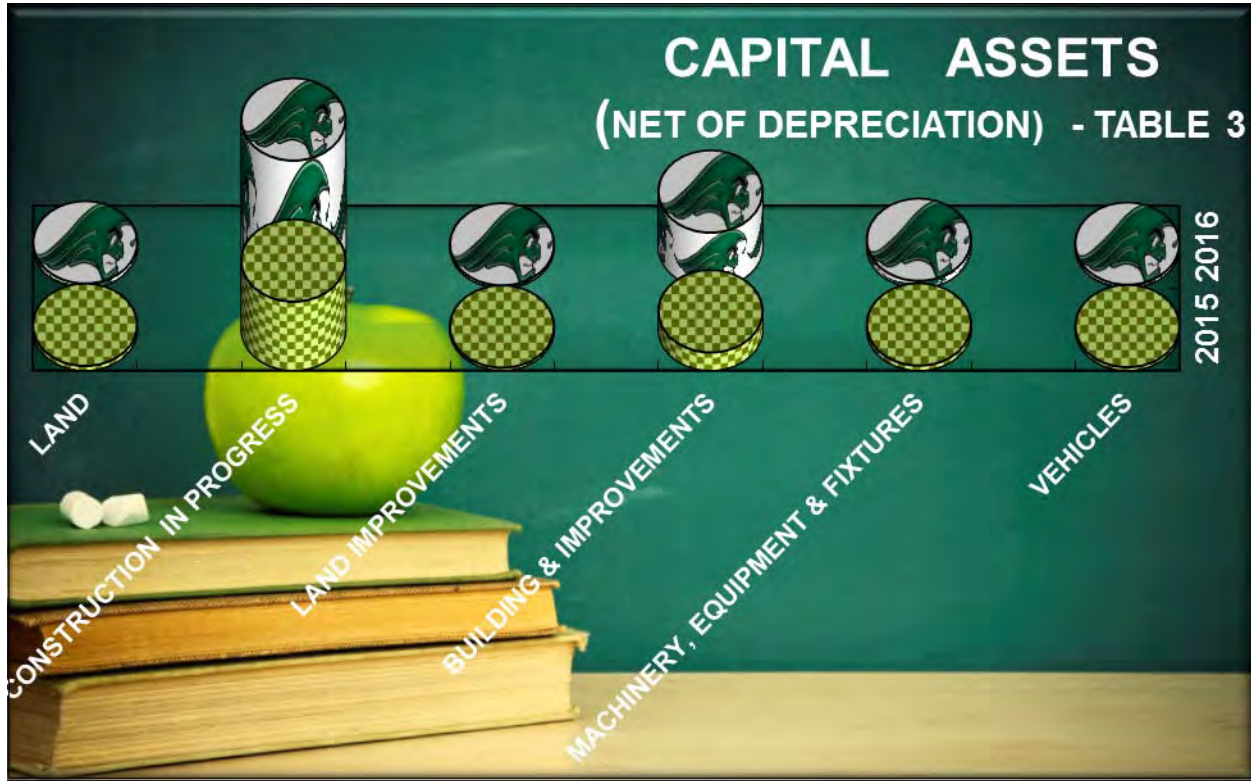 CAPITAL ASSETS
(NET OF DEPRECIATION) - TABLE 3
2015 2016
LAND
CONSTRUCTION IN PROGRESS
LAND IMPROVEMENTS
BUILDING & IMPROVEMENTS
MACHINERY, EQUIPMENT & FIXTURES
VEHICLES